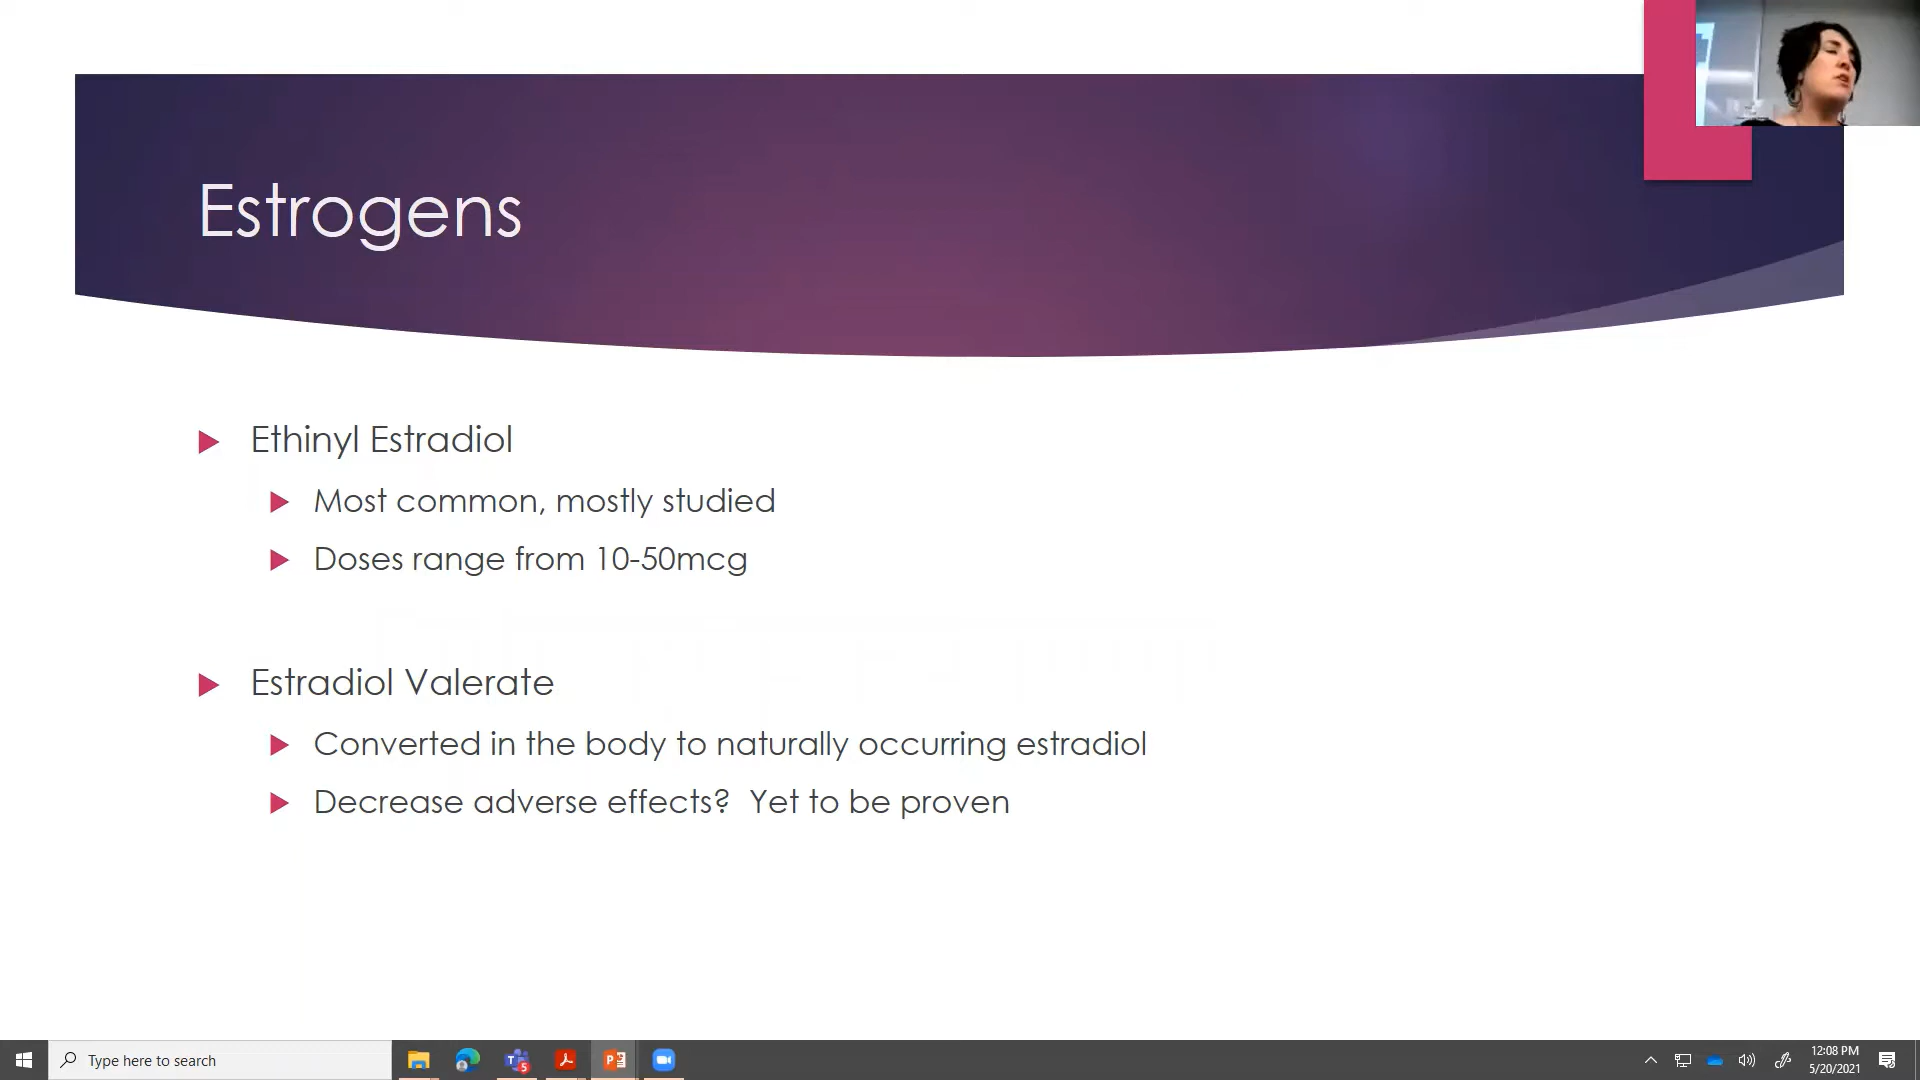 Estrogens
Ethinyl Estradiol
Most common, mostly studied
Doses range from 10-50mcg
Estradiol Valerate
Converted in the body to naturally occurring estradiol
Decrease adverse effects? Yet to be proven
Type here to search
5
12:08 PM
5/20/2021